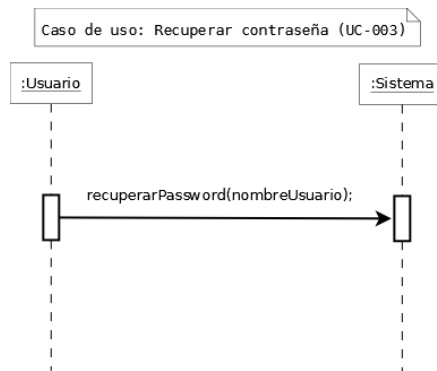 Caso de uso: Recuperar contraseña (UC-003)
:Usuario
:Sistema
recuperarPassword(nombreUsuario);